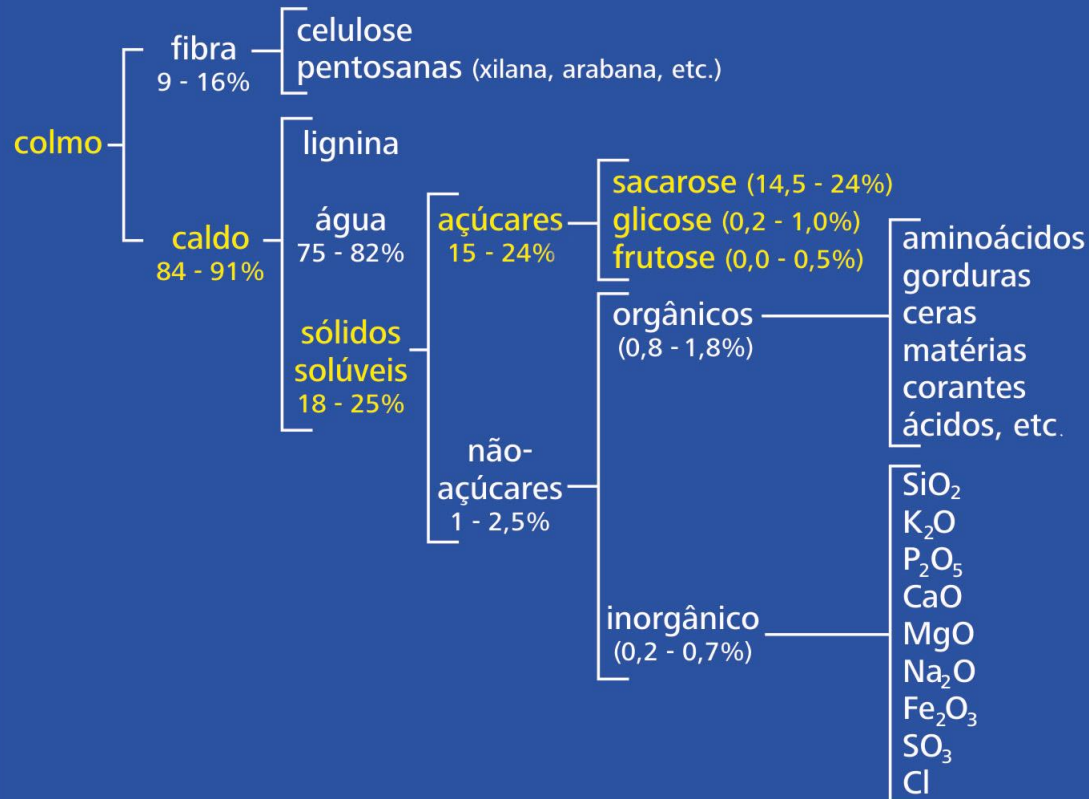 colmo
fibra
9 - 16%
celulose
pentosanas (xilana, arabana, etc.)
caldo
84 - 91%
lignina
água
75 - 82%
sólidos
solúveis
18 - 25%
açúcares
15 - 24%
sacarose (14,5 - 24%)
glicose (0,2 - 1,0%)
frutose (0,0 - 0,5%)
não-
açúcares
1 - 2,5%
orgânicos
(0,8 - 1,8%)
aminoácidos
gorduras
ceras
matérias
corantes
ácidos, etc.
inorgânico
(0,2 - 0,7%)
SiO₂
K₂O
P₂O₅
CaO
MgO
Na₂O
Fe₂O₃
SO₃
Cl